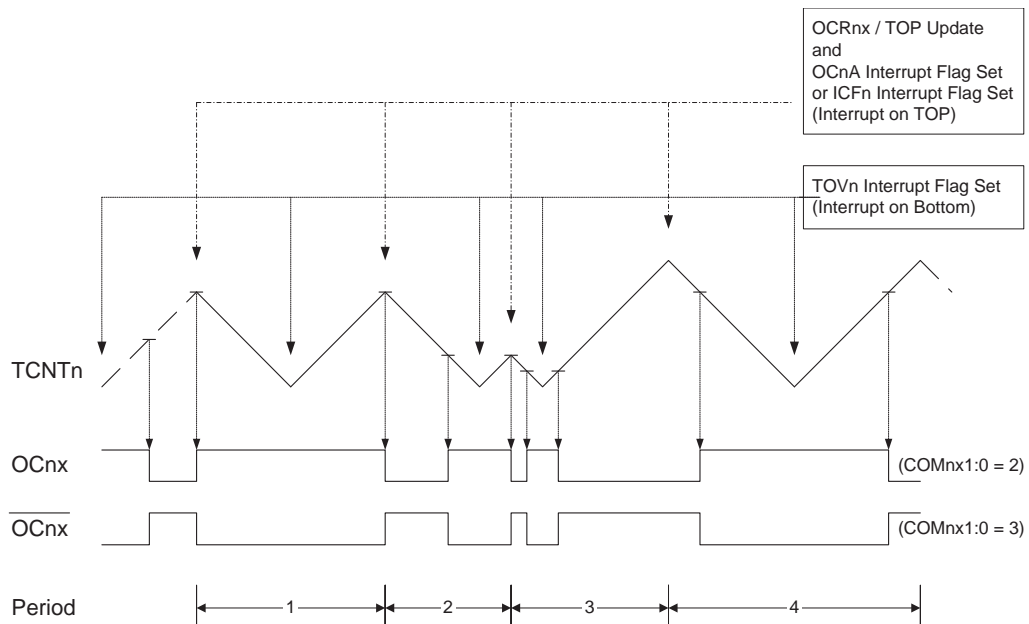 OCRnx / TOP Update
and
OCnA Interrupt Flag Set
or ICFn Interrupt Flag Set
(Interrupt on TOP)
TOVn Interrupt Flag Set
(Interrupt on Bottom)
TCNTn
OCnx
(COMnx1:0 = 2)
OCnx
(COMnx1:0 = 3)
Period
1
2
3
4